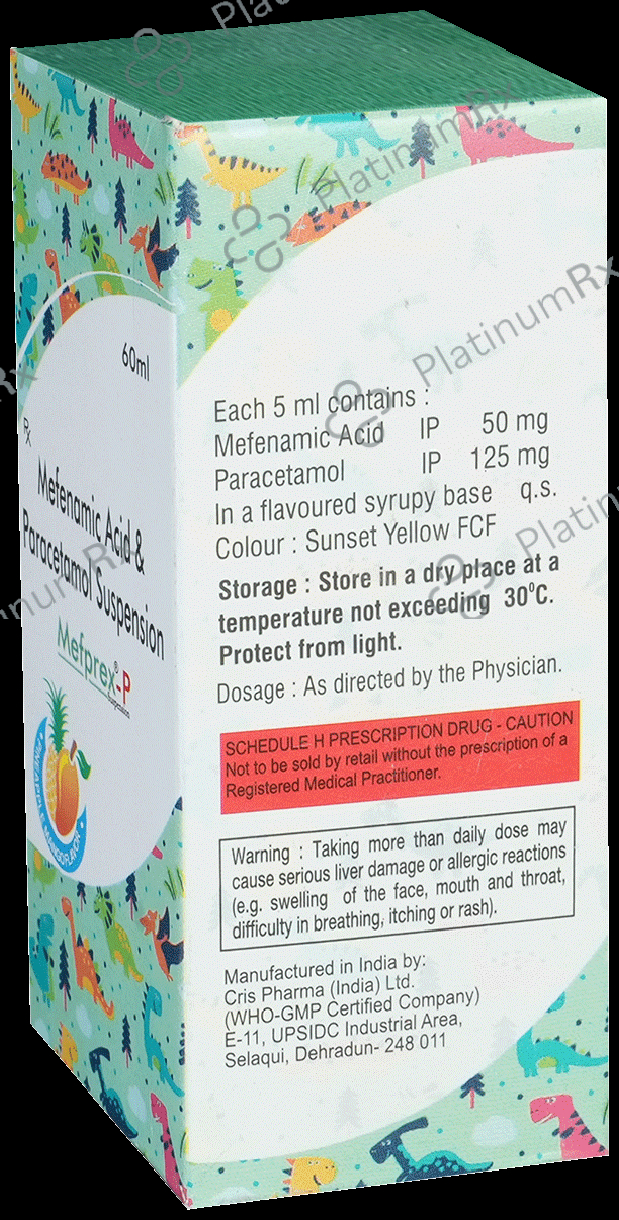 60ml
Rx
Mefenamic Acid &
Paracetamol Suspension
Mefprex®-P
Suspension
PINEAPPLE
MANGO FLAVOR
Each 5 ml contains :
Mefenamic Acid IP 50 mg
Paracetamol IP 125 mg
In a flavoured syrupy base q.s.
Colour : Sunset Yellow FCF
Storage : Store in a dry place at a
temperature not exceeding 30°C.
Protect from light.
Dosage : As directed by the Physician.
SCHEDULE H PRESCRIPTION DRUG - CAUTION
Not to be sold by retail without the prescription of a
Registered Medical Practitioner.
Warning : Taking more than daily dose may
cause serious liver damage or allergic reactions
(e.g. swelling of the face, mouth and throat,
difficulty in breathing, itching or rash).
Manufactured in India by:
Cris Pharma (India) Ltd.
(WHO-GMP Certified Company)
E-11, UPSIDC Industrial Area,
Selaqui, Dehradun- 248 011
PlatinumRx
PlatinumRx